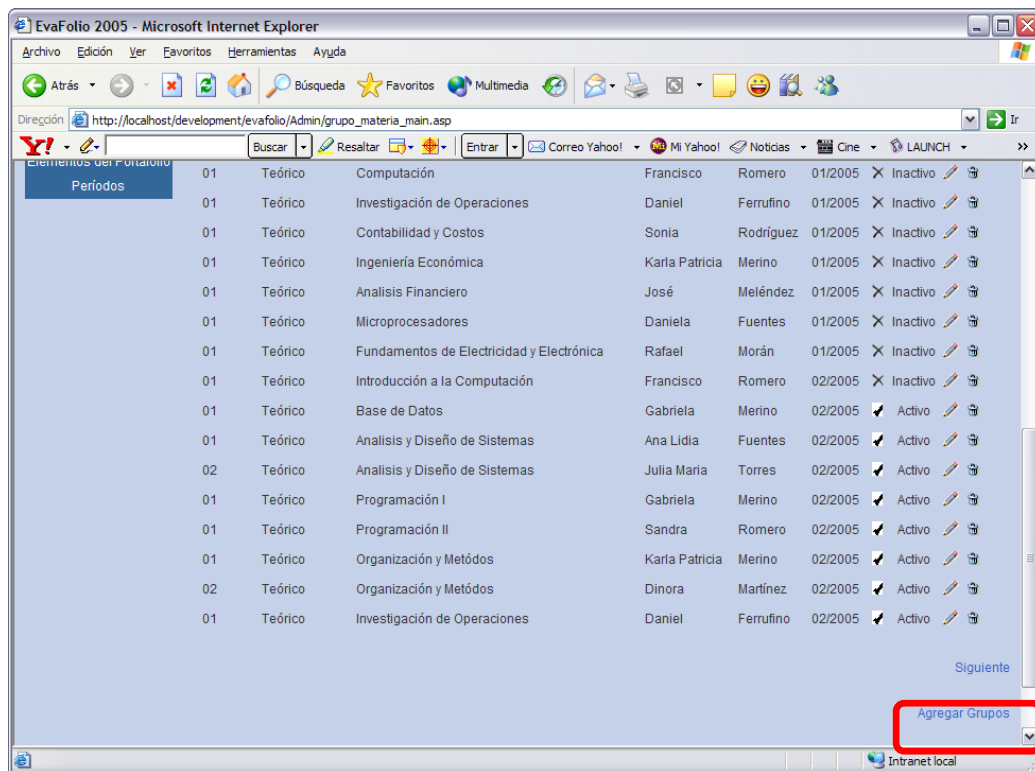 EvaFolio 2005 - Microsoft Internet Explorer
Archivo Edición Ver Favoritos Herramientas Ayuda
Atrás Búsqueda Favoritos Multimedia
Dirección http://localhost/development/evafolio/Admin/grupo_materia_main.asp Ir
Y! Buscar Resaltar Entrar Correo Yahoo! Mi Yahoo! Noticias Cine LAUNCH »
Elementos del Portafolio
Períodos
01 Teórico Computación Francisco Romero 01/2005 Inactivo
01 Teórico Investigación de Operaciones Daniel Ferrufino 01/2005 Inactivo
01 Teórico Contabilidad y Costos Sonia Rodríguez 01/2005 Inactivo
01 Teórico Ingeniería Económica Karla Patricia Merino 01/2005 Inactivo
01 Teórico Analisis Financiero José Meléndez 01/2005 Inactivo
01 Teórico Microprocesadores Daniela Fuentes 01/2005 Inactivo
01 Teórico Fundamentos de Electricidad y Electrónica Rafael Morán 01/2005 Inactivo
01 Teórico Introducción a la Computación Francisco Romero 02/2005 Inactivo
01 Teórico Base de Datos Gabriela Merino 02/2005 Activo
01 Teórico Analisis y Diseño de Sistemas Ana Lidia Fuentes 02/2005 Activo
02 Teórico Analisis y Diseño de Sistemas Julia Maria Torres 02/2005 Activo
01 Teórico Programación I Gabriela Merino 02/2005 Activo
01 Teórico Programación II Sandra Romero 02/2005 Activo
01 Teórico Organización y Metódos Karla Patricia Merino 02/2005 Activo
02 Teórico Organización y Metódos Dinora Martínez 02/2005 Activo
01 Teórico Investigación de Operaciones Daniel Ferrufino 02/2005 Activo
Siguiente
Agregar Grupos
Intranet local